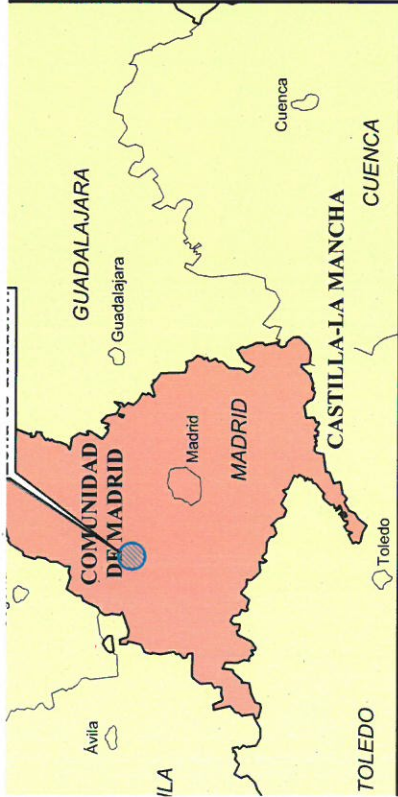 GUADALAJARA
Guadalajara
Cuenca
CUENCA
COMUNIDAD
DE MADRID
Madrid
MADRID
CASTILLA-LA MANCHA
Ávila
ILA
Toledo
TOLEDO